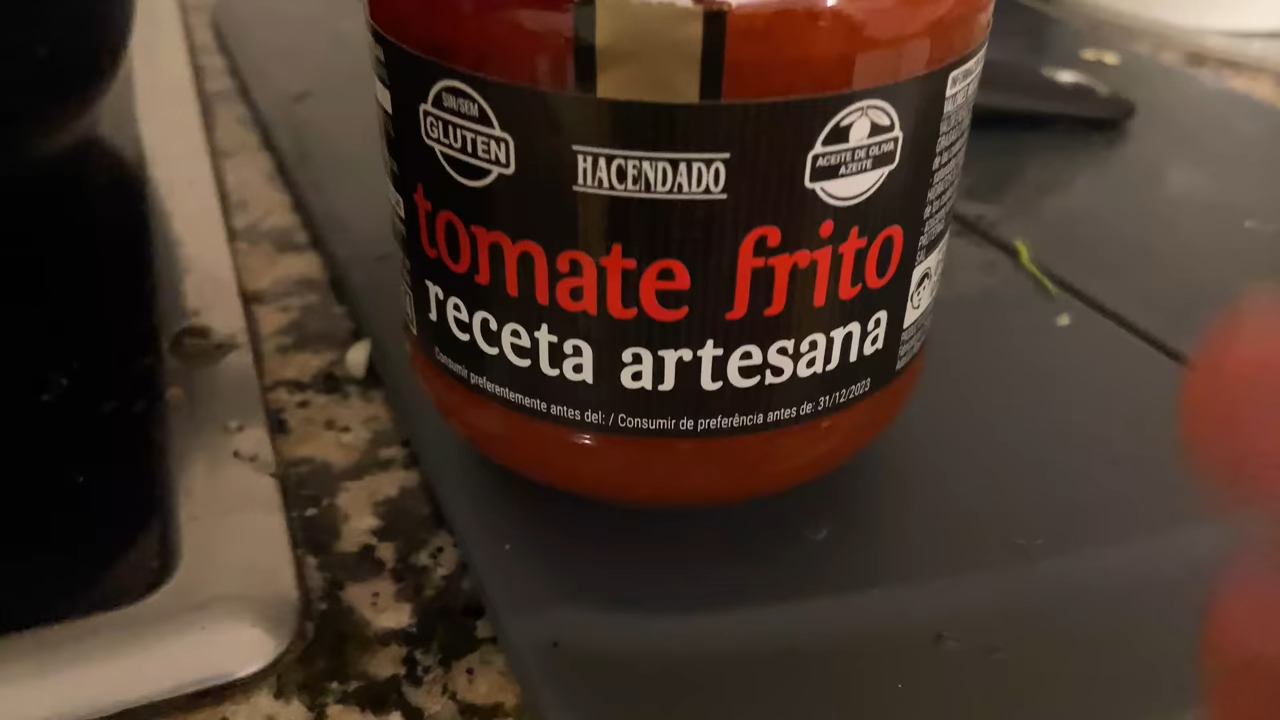 SIN/SEM
GLUTEN
HACENDADO
ACEITE DE OLIVA
AZEITE
tomate frito
receta artesana
Consumir preferentemente antes del: / Consumir de preferência antes de: 31/12/2023